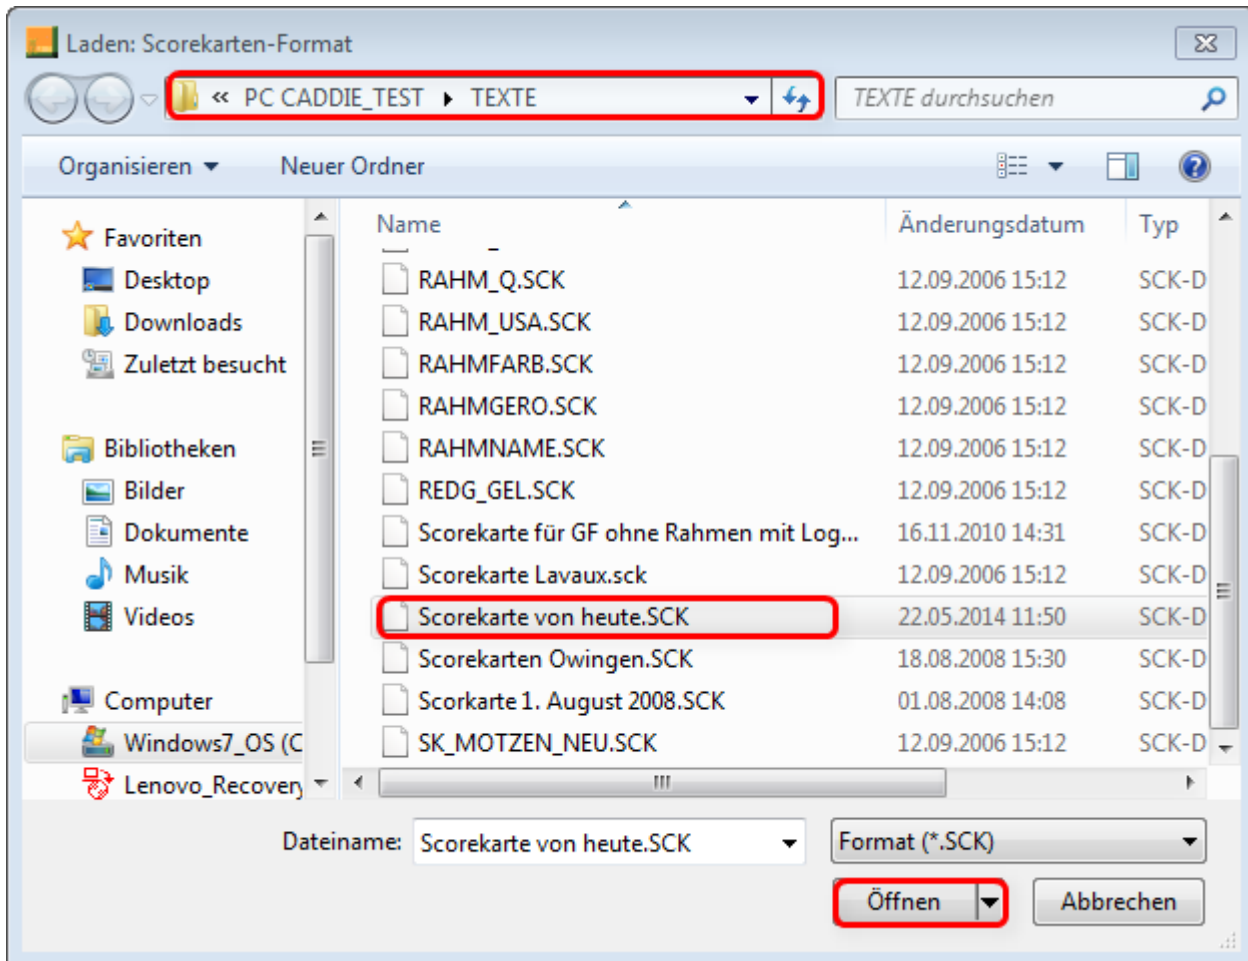 Laden: Scorekarten-Format
« PC CADDIE_TEST ▸ TEXTE
TEXTE durchsuchen
Organisieren
Neuer Ordner
Favoriten
Desktop
Downloads
Zuletzt besucht
Bibliotheken
Bilder
Dokumente
Musik
Videos
Computer
Windows7_OS (C
Lenovo_Recovery
Name Änderungsdatum Typ
RAHM_Q.SCK 12.09.2006 15:12 SCK-D
RAHM_USA.SCK 12.09.2006 15:12 SCK-D
RAHMFARB.SCK 12.09.2006 15:12 SCK-D
RAHMGERO.SCK 12.09.2006 15:12 SCK-D
RAHMNAME.SCK 12.09.2006 15:12 SCK-D
REDG_GEL.SCK 12.09.2006 15:12 SCK-D
Scorekarte für GF ohne Rahmen mit Log... 16.11.2010 14:31 SCK-D
Scorekarte Lavaux.sck 12.09.2006 15:12 SCK-D
Scorekarte von heute.SCK 22.05.2014 11:50 SCK-D
Scorekarten Owingen.SCK 18.08.2008 15:30 SCK-D
Scorkarte 1. August 2008.SCK 01.08.2008 14:08 SCK-D
SK_MOTZEN_NEU.SCK 12.09.2006 15:12 SCK-D
Dateiname: Scorekarte von heute.SCK
Format (*.SCK)
Öffnen
Abbrechen